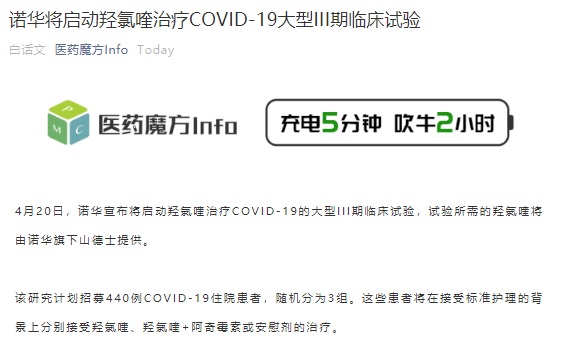 诺华将启动羟氯喹治疗COVID-19大型III期临床试验
白话文 医药魔方Info Today
P
M C
医药魔方Info
充电5分钟 吹牛2小时
4月20日，诺华宣布将启动羟氯喹治疗COVID-19的大型III期临床试验，试验所需的羟氯喹将
由诺华旗下山德士提供。
该研究计划招募440例COVID-19住院患者，随机分为3组。这些患者将在接受标准护理的背
景上分别接受羟氯喹、羟氯喹+阿奇霉素或安慰剂的治疗。